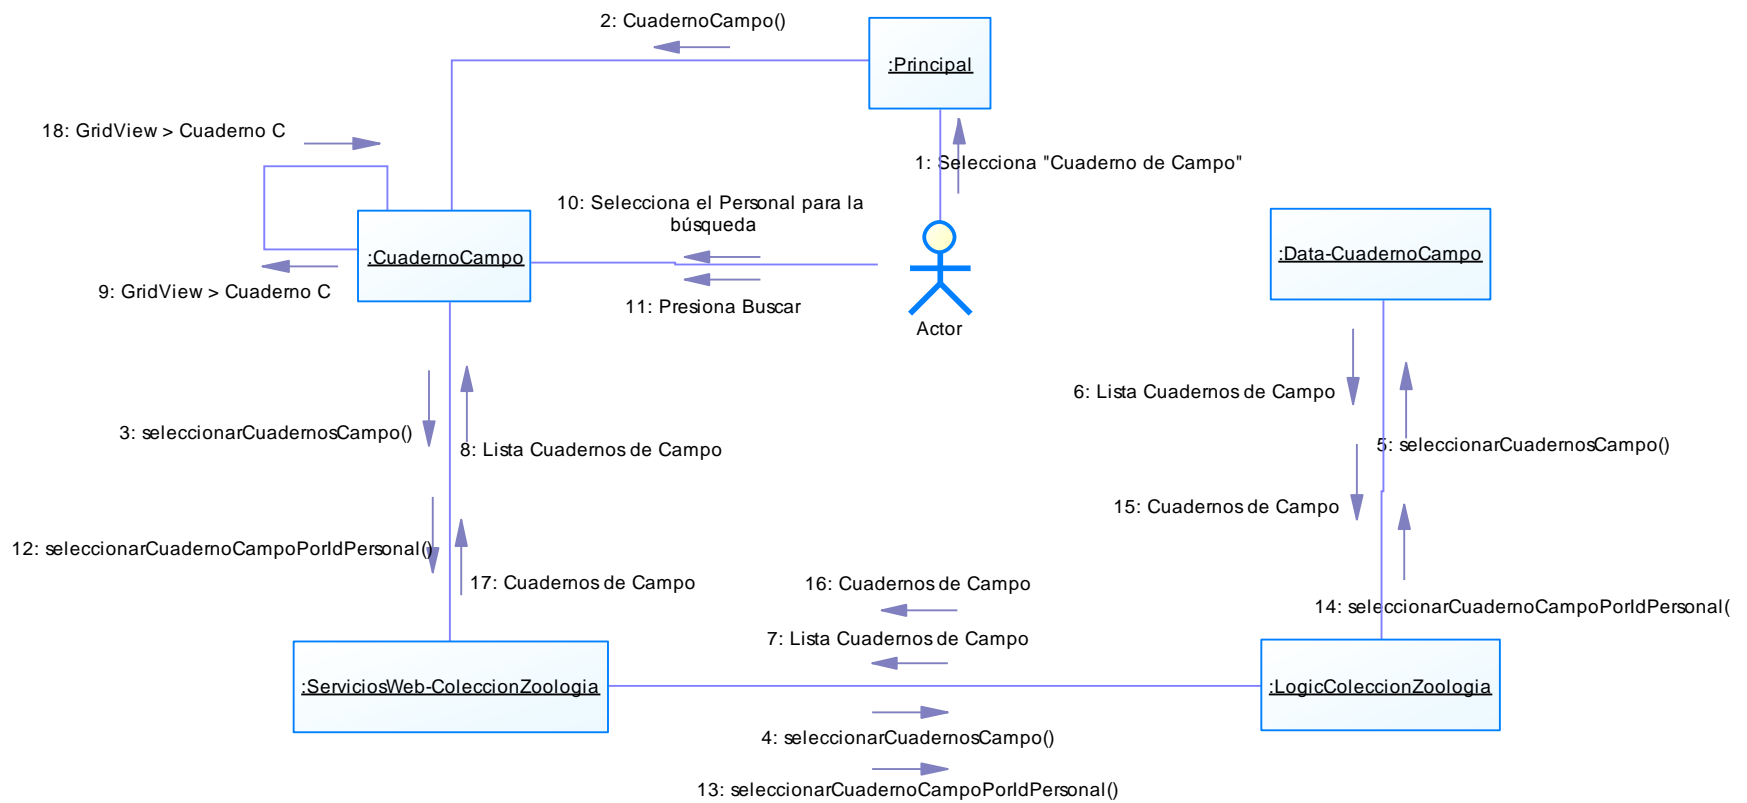 2: CuadernoCampo()
:Principal
18: GridView > Cuaderno C
1: Selecciona "Cuaderno de Campo"
10: Selecciona el Personal para la
búsqueda
:CuadernoCampo
:Data-CuadernoCampo
9: GridView > Cuaderno C
11: Presiona Buscar
Actor
6: Lista Cuadernos de Campo
3: seleccionarCuadernosCampo()
8: Lista Cuadernos de Campo
5: seleccionarCuadernosCampo()
15: Cuadernos de Campo
12: seleccionarCuadernoCampoPorIdPersonal()
17: Cuadernos de Campo
16: Cuadernos de Campo
14: seleccionarCuadernoCampoPorIdPersonal(
7: Lista Cuadernos de Campo
:ServiciosWeb-ColeccionZoologia
:LogicColeccionZoologia
4: seleccionarCuadernosCampo()
13: seleccionarCuadernoCampoPorIdPersonal()